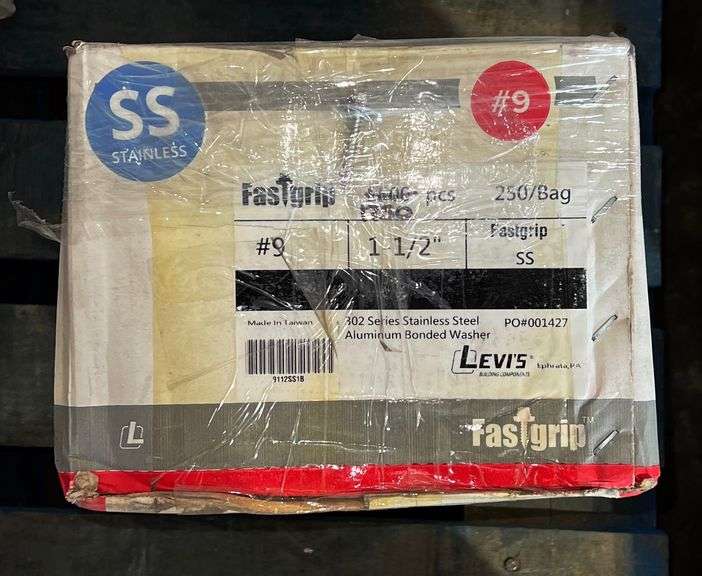 SS
STAINLESS
#9
Fastgrip pcs 250/Bag
#9 1 1/2" Fastgrip
SS
Made In Taiwan 302 Series Stainless Steel PO#001427
Aluminum Bonded Washer
9112SS1B
LEVI'S® Ephrata,PA
BUILDING COMPONENTS
L
Fastgrip™